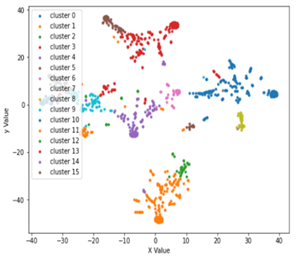 40
20
0
-20
-40
y Value
cluster 0
cluster 1
cluster 2
cluster 3
cluster 4
cluster 5
cluster 6
cluster 7
cluster 8
cluster 9
cluster 10
cluster 11
cluster 12
cluster 13
cluster 14
cluster 15
-40 -30 -20 -10 0 10 20 30 40
X Value